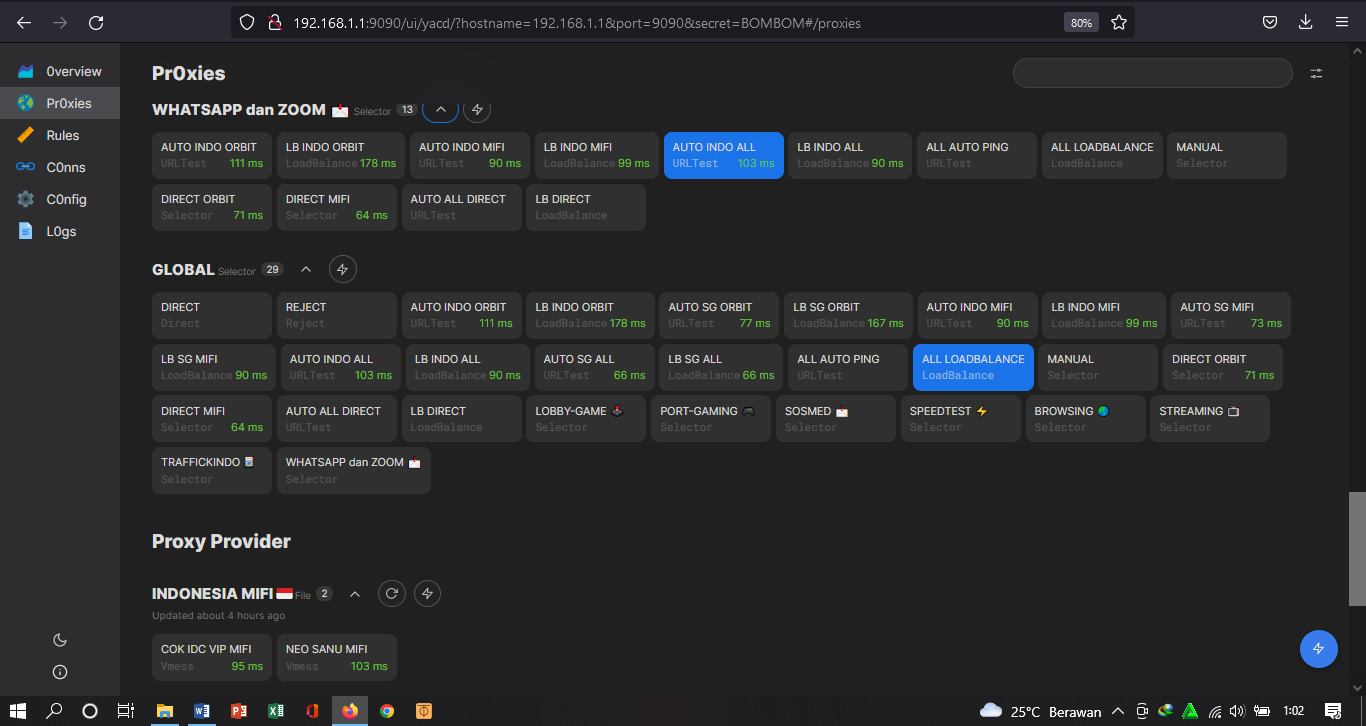 192.168.1.1:9090/ui/yacd/?hostname=192.168.1.1&port=9090&secret=BOMBOM#/proxies
80%
0verview
Pr0xies
Rules
C0nns
C0nfig
L0gs
Pr0xies
WHATSAPP dan ZOOM Selector 13
AUTO INDO ORBIT LB INDO ORBIT AUTO INDO MIFI LB INDO MIFI AUTO INDO ALL LB INDO ALL ALL AUTO PING ALL LOADBALANCE MANUAL
URLTest 111 ms LoadBalance 178 ms URLTest 90 ms LoadBalance 99 ms URLTest 103 ms LoadBalance 90 ms URLTest LoadBalance Selector
DIRECT ORBIT DIRECT MIFI AUTO ALL DIRECT LB DIRECT
Selector 71 ms Selector 64 ms URLTest LoadBalance
GLOBAL Selector 29
DIRECT REJECT AUTO INDO ORBIT LB INDO ORBIT AUTO SG ORBIT LB SG ORBIT AUTO INDO MIFI LB INDO MIFI AUTO SG MIFI
Direct Reject URLTest 111 ms LoadBalance 178 ms URLTest 77 ms LoadBalance 167 ms URLTest 90 ms LoadBalance 99 ms URLTest 73 ms
LB SG MIFI AUTO INDO ALL LB INDO ALL AUTO SG ALL LB SG ALL ALL AUTO PING ALL LOADBALANCE MANUAL DIRECT ORBIT
LoadBalance 90 ms URLTest 103 ms LoadBalance 90 ms URLTest 66 ms LoadBalance 66 ms URLTest LoadBalance Selector Selector 71 ms
DIRECT MIFI AUTO ALL DIRECT LB DIRECT LOBBY-GAME PORT-GAMING SOSMED SPEEDTEST BROWSING STREAMING
Selector 64 ms URLTest LoadBalance Selector Selector Selector Selector Selector Selector
TRAFFICKINDO WHATSAPP dan ZOOM
Selector Selector
Proxy Provider
INDONESIA MIFI File 2
Updated about 4 hours ago
COK IDC VIP MIFI NEO SANU MIFI
Vmess 95 ms Vmess 103 ms
25°C Berawan 1:02